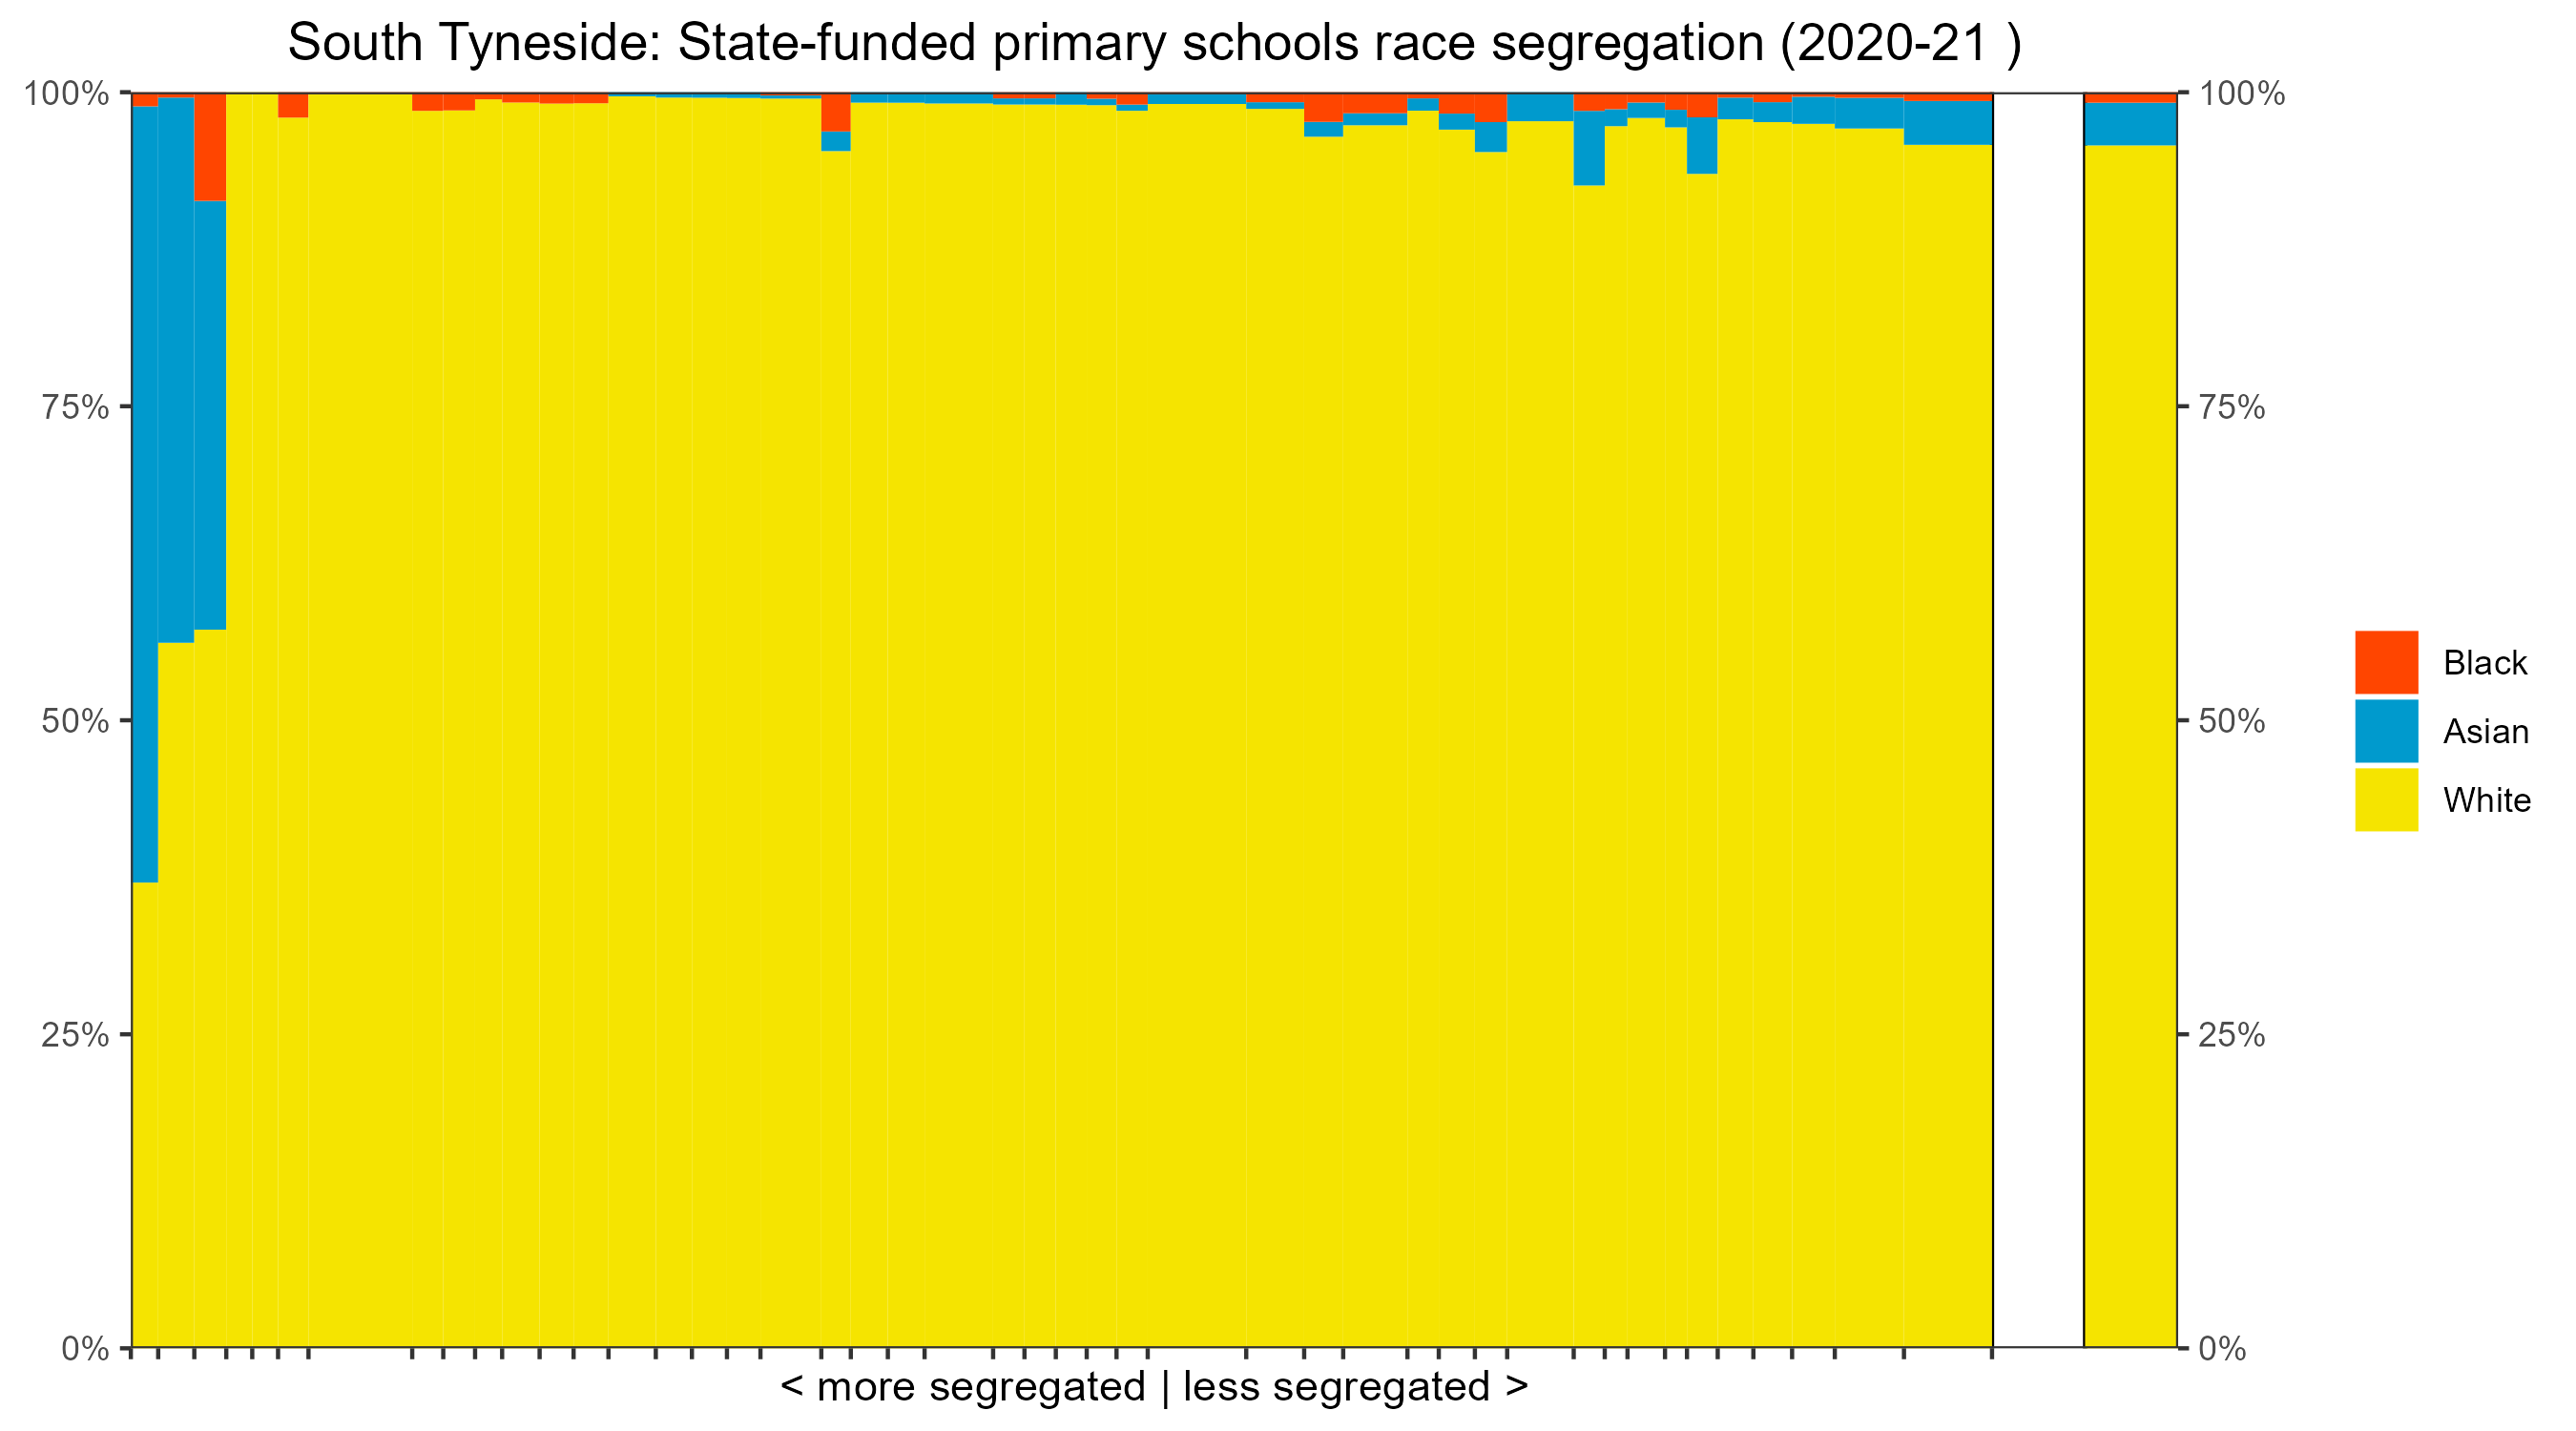 South Tyneside: State-funded primary schools race segregation (2020-21 )
100%
75%
50%
25%
0%
100%
75%
50%
25%
0%
Black
Asian
White
< more segregated | less segregated >